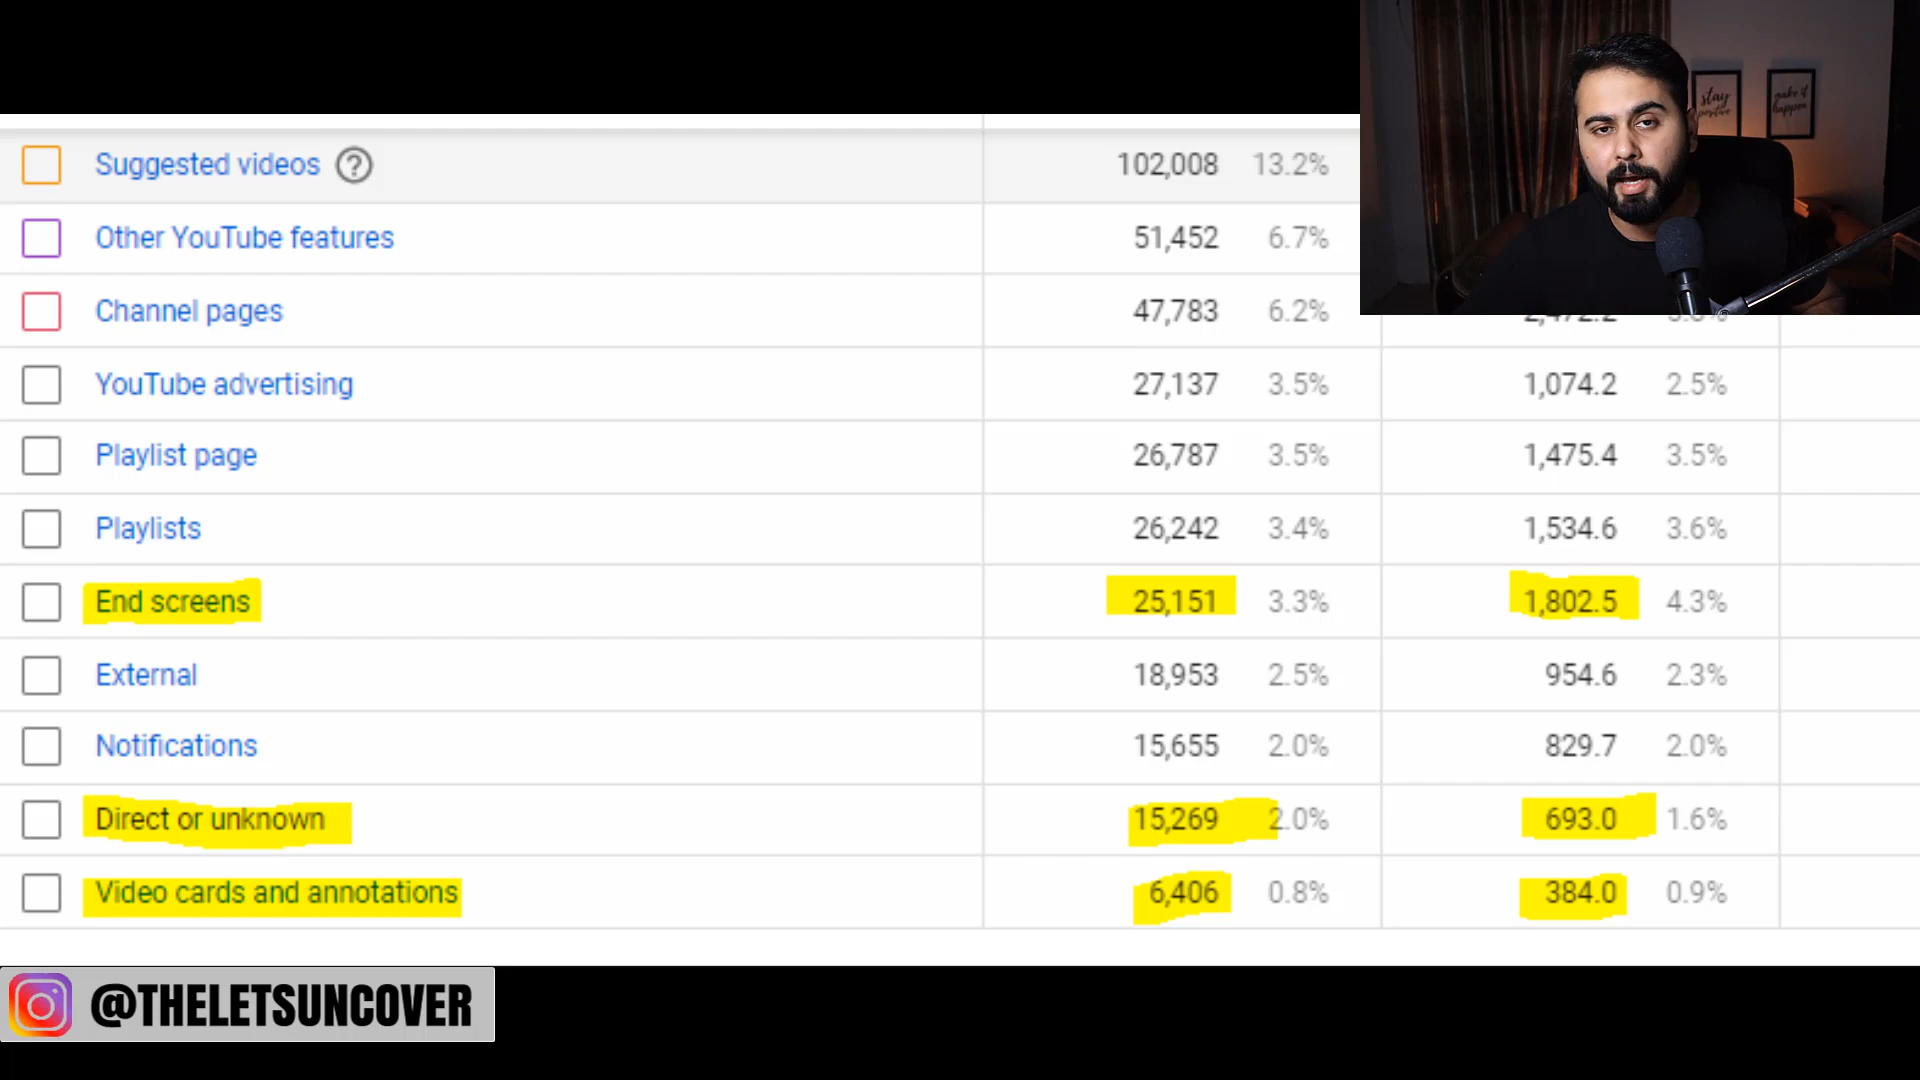 Suggested videos ? 102,008 13.2%
Other YouTube features 51,452 6.7%
Channel pages 47,783 6.2%
YouTube advertising 27,137 3.5% 1,074.2 2.5%
Playlist page 26,787 3.5% 1,475.4 3.5%
Playlists 26,242 3.4% 1,534.6 3.6%
End screens 25,151 3.3% 1,802.5 4.3%
External 18,953 2.5% 954.6 2.3%
Notifications 15,655 2.0% 829.7 2.0%
Direct or unknown 15,269 2.0% 693.0 1.6%
Video cards and annotations 6,406 0.8% 384.0 0.9%
stay
positive
make it
happen
@THELETSUNCOVER